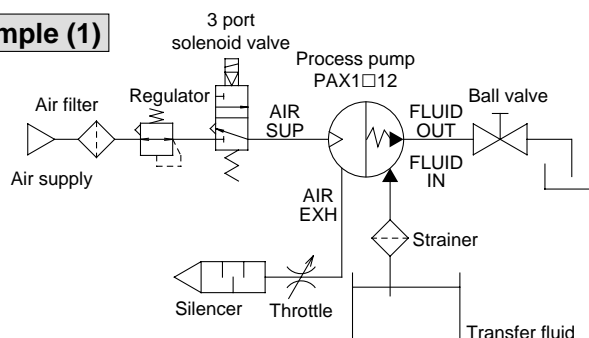 mple (1)
3 port
solenoid valve
Process pump
PAX1□12
Air filter
Regulator
AIR
SUP
FLUID
OUT
Ball valve
Air supply
FLUID
IN
AIR
EXH
Strainer
Silencer
Throttle
Transfer fluid